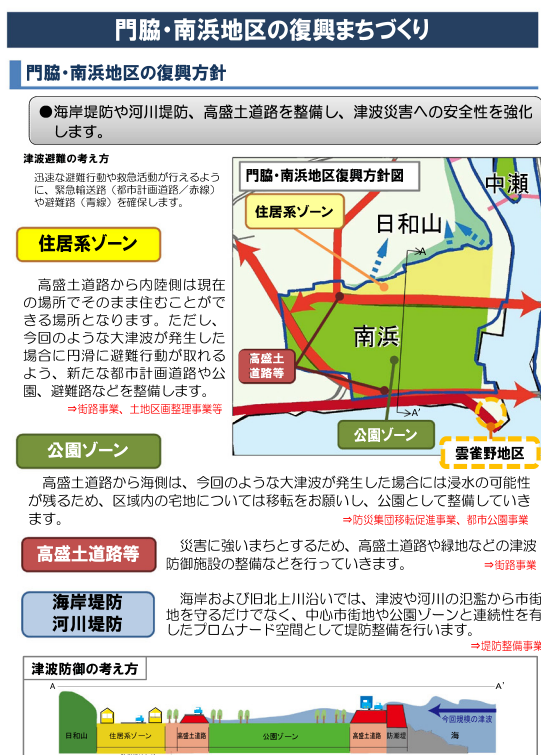 門脇・南浜地区の復興まちづくり
門脇・南浜地区の復興方針
●海岸堤防や河川堤防、高盛土道路を整備し、津波災害への安全性を強化
します。
津波避難の考え方
迅速な避難行動や救急活動が行えるよう
に、緊急輸送路（都市計画道路／赤線）
や避難路（青線）を確保します。
住居系ゾーン
高盛土道路から内陸側は現在
の場所でそのまま住むことがで
きる場所となります。ただし、
今回のような大津波が発生した
場合に円滑に避難行動が取れる
よう、新たな都市計画道路や公
園、避難路などを整備します。
⇒街路事業、土地区画整理事業等
門脇・南浜地区復興方針図
住居系ゾーン
中瀬
日和山
A
南浜
高盛土
道路等
A'
公園ゾーン
雲雀野地区
公園ゾーン
高盛土道路から海側は、今回のような大津波が発生した場合には浸水の可能性
が残るため、区域内の宅地については移転をお願いし、公園として整備していき
ます。
⇒防災集団移転促進事業、都市公園事業
高盛土道路等
災害に強いまちとするため、高盛土道路や緑地などの津波
防御施設の整備などを行っていきます。
⇒街路事業
海岸堤防
河川堤防
海岸および旧北上川沿いでは、津波や河川の氾濫から市街
地を守るだけでなく、中心市街地や公園ゾーンと連続性を有
したプロムナード空間として堤防整備を行います。
⇒堤防整備事業
津波防御の考え方
A
A'
今回規模の津波
日和山
住居系ゾーン
高盛土道路
公園ゾーン
高盛土道路
防潮堤
海